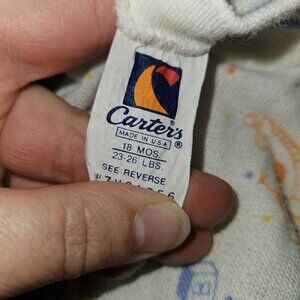 Carter's®
MADE IN U.S.A.
18 MOS.
23-26 LBS.
SEE REVERSE